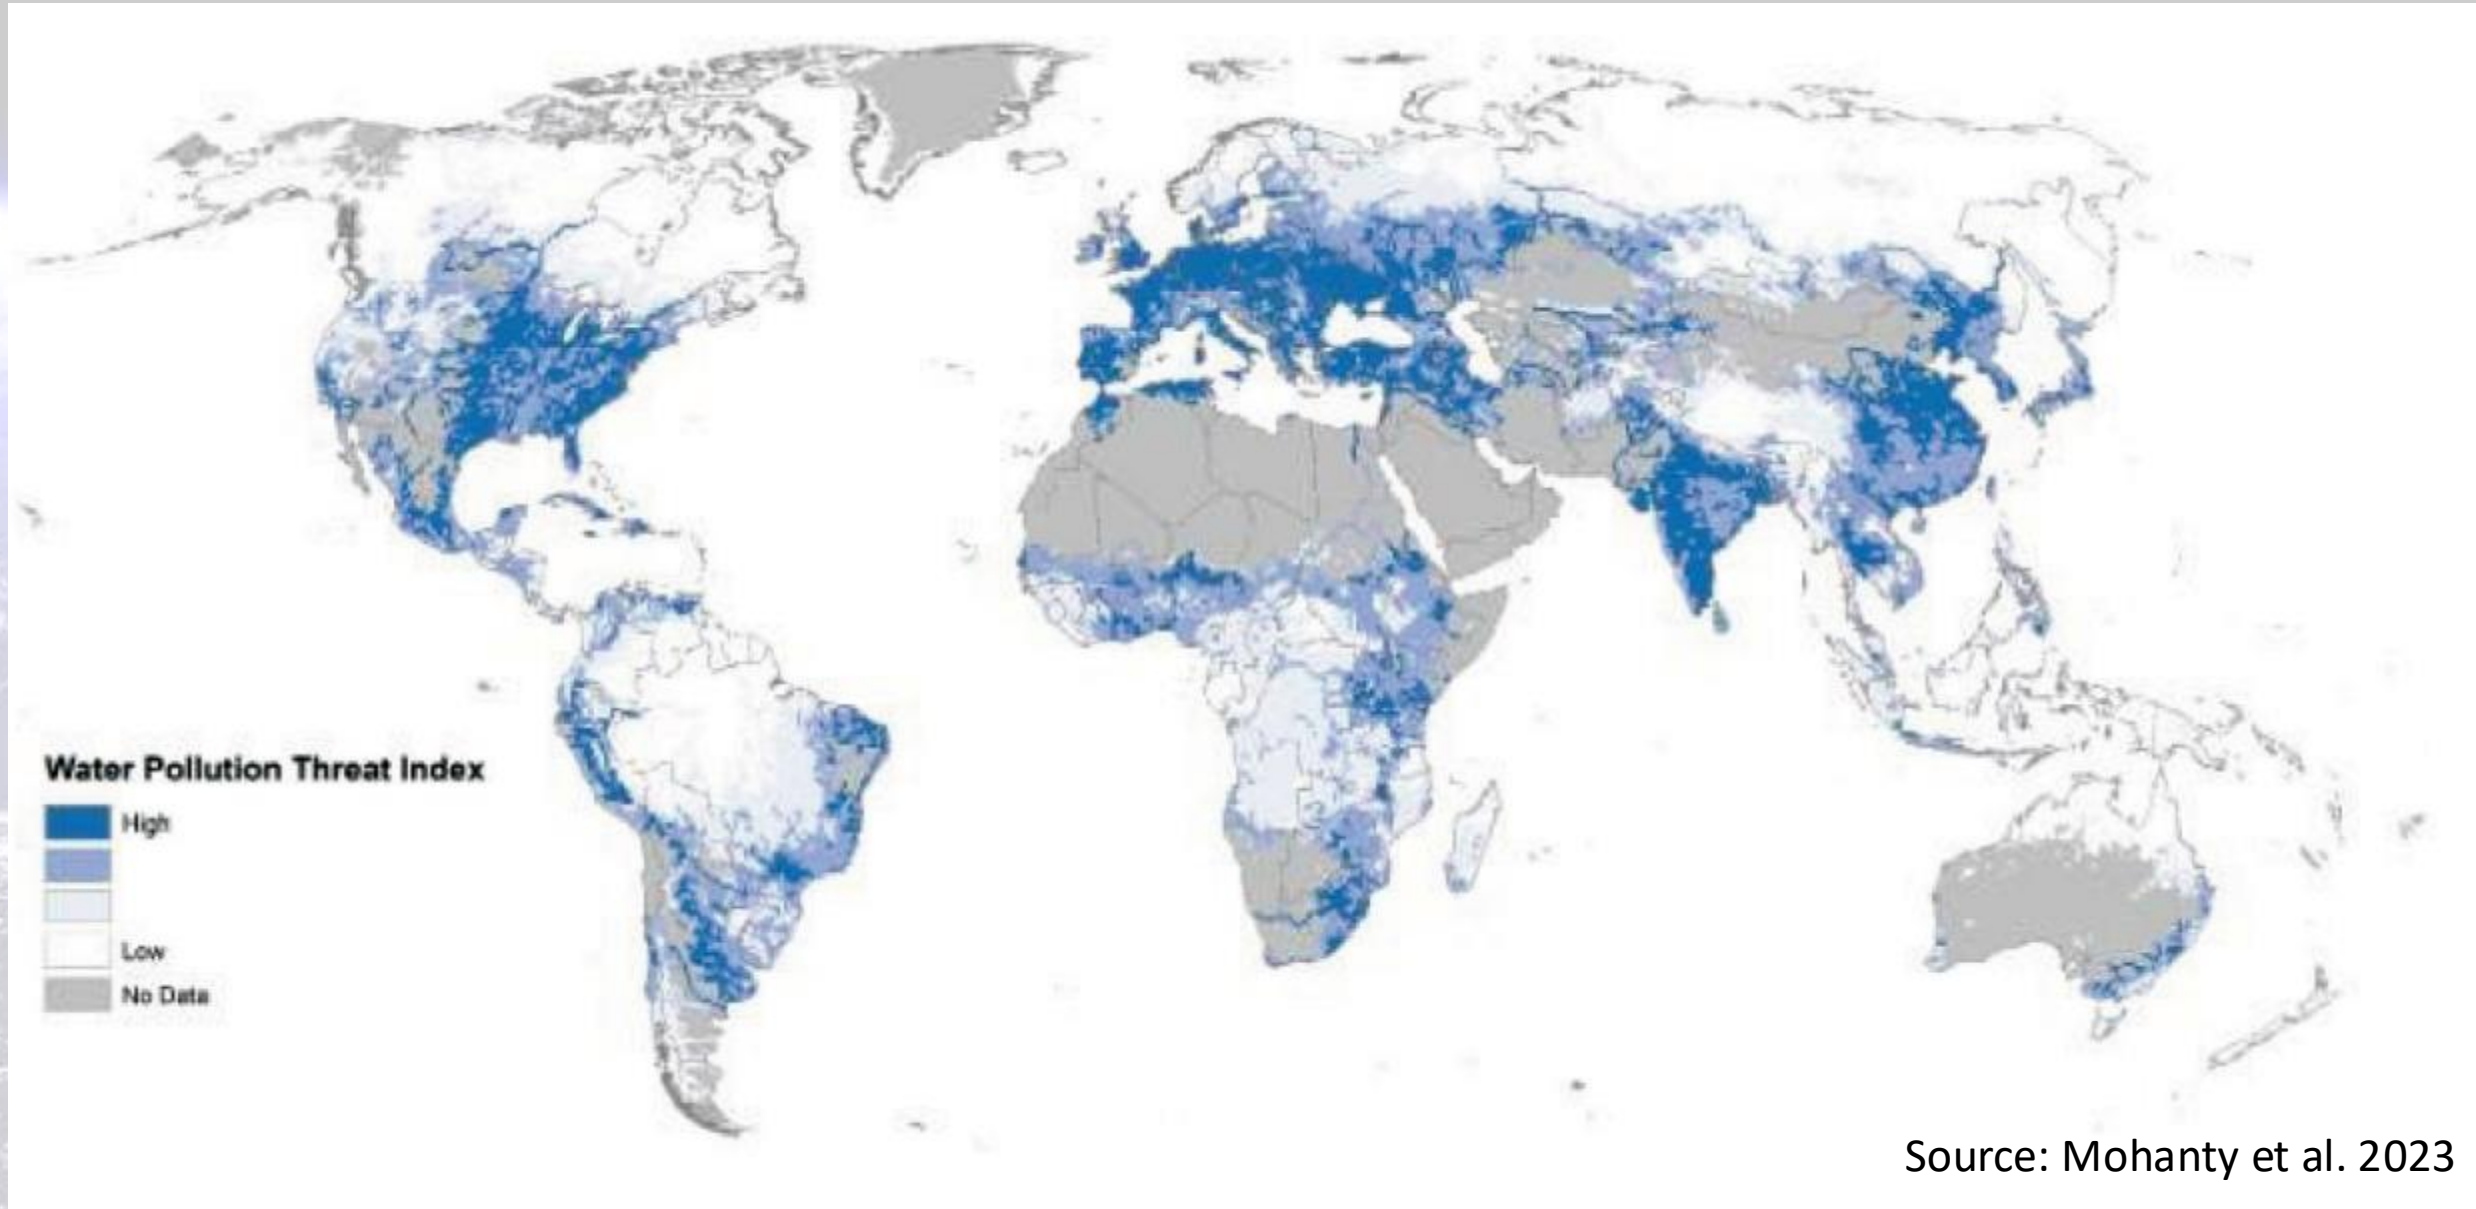 Water Pollution Threat Index
High
Low
No Data
Source: Mohanty et al. 2023